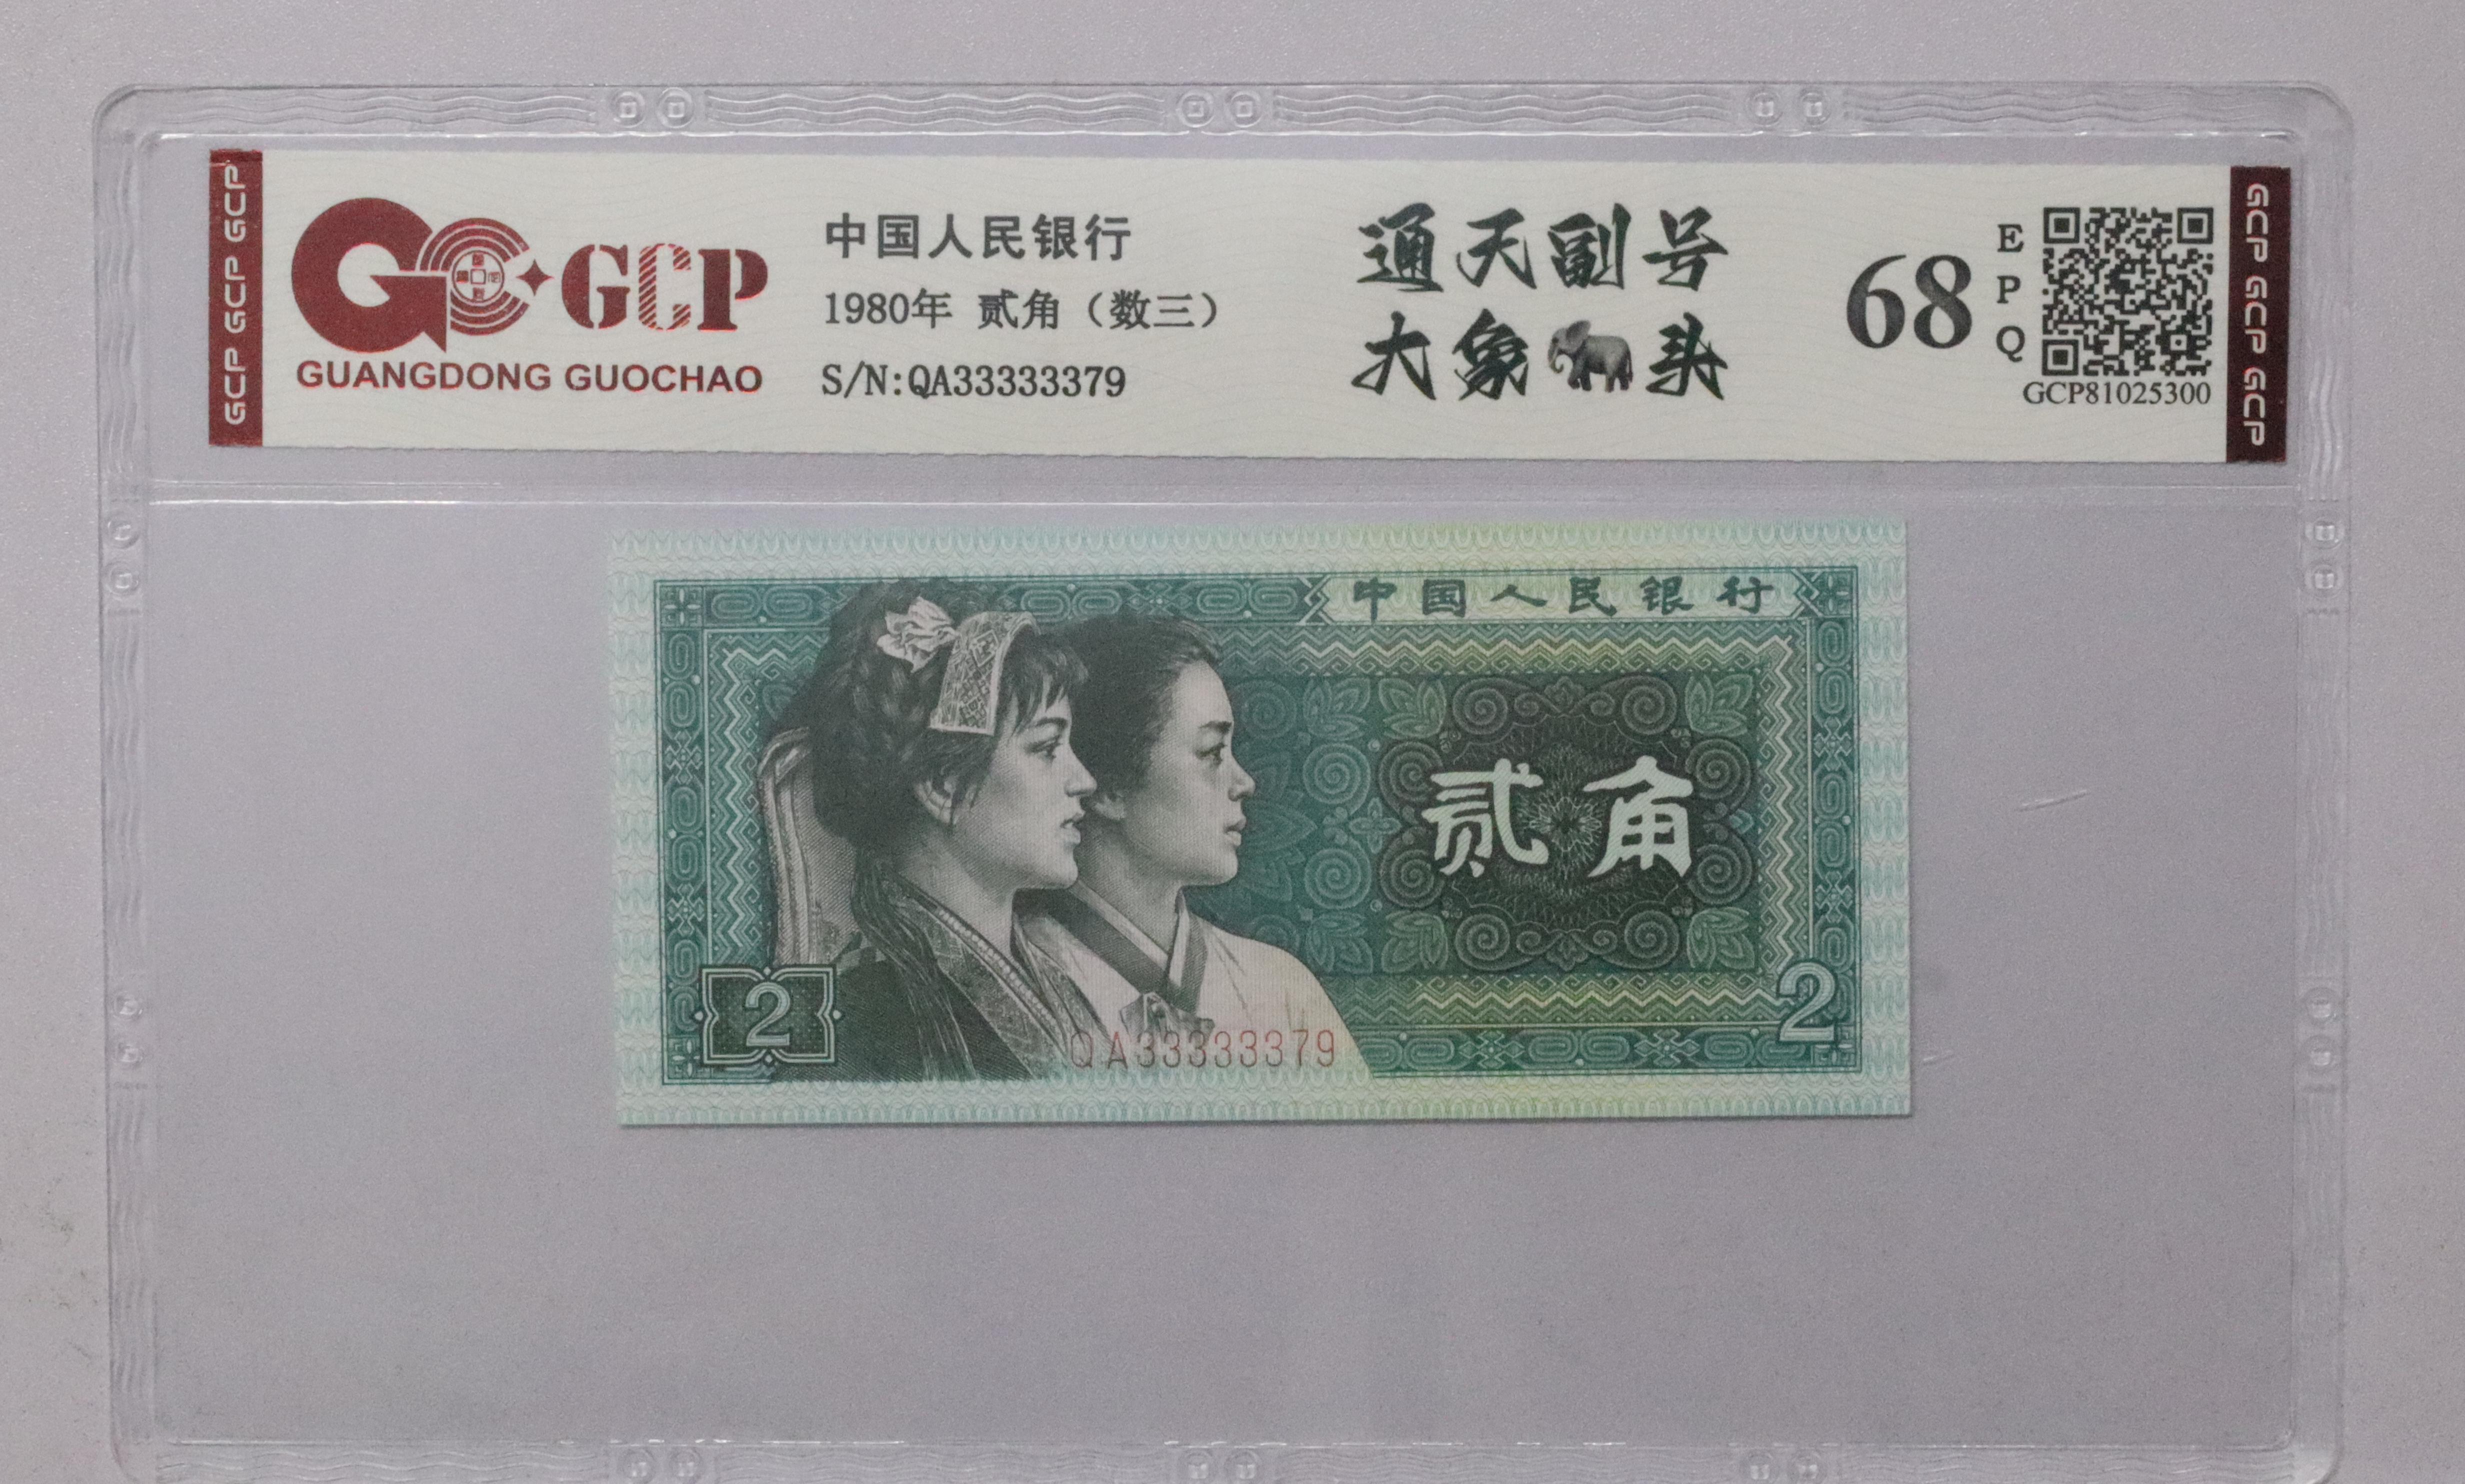 GCP GCP GCP
GCP
GUANGDONG GUOCHAO
中国人民银行
1980年 贰角（数三）
S/N:QA33333379
通天副号
大象头
68
EPQ
GCP81025300
GCP GCP GCP
中国人民银行
贰角
2
2
QA33333379